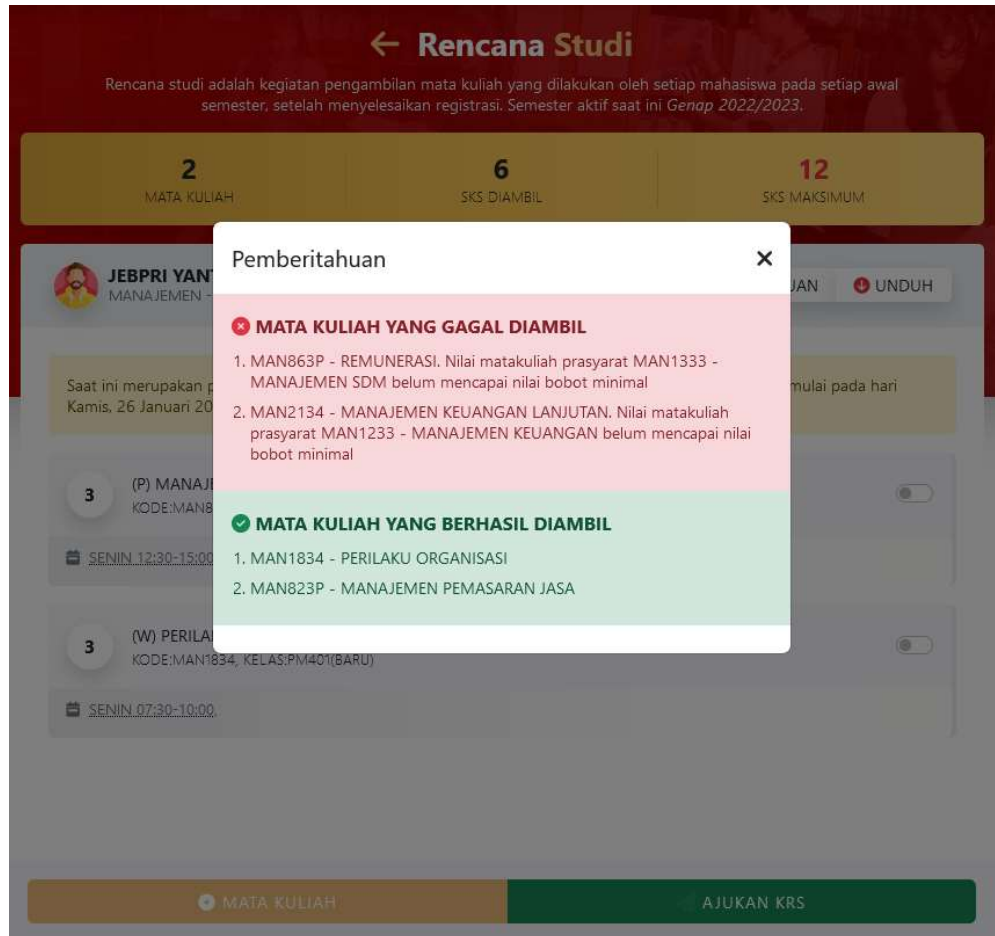 ← Rencana Studi
Rencana studi adalah kegiatan pengambilan mata kuliah yang dilakukan oleh setiap mahasiswa pada setiap awal
semester, setelah menyelesaikan registrasi. Semester aktif saat ini Genap 2022/2023.
2 6 12
MATA KULIAH SKS DIAMBIL SKS MAKSIMUM
Pemberitahuan ×
JEBPRI YAN
MANAJEMEN -
UAN UNDUH
MATA KULIAH YANG GAGAL DIAMBIL
1. MAN863P - REMUNERASI. Nilai matakuliah prasyarat MAN1333 -
MANAJEMEN SDM belum mencapai nilai bobot minimal
2. MAN2134 - MANAJEMEN KEUANGAN LANJUTAN. Nilai matakuliah
prasyarat MAN1233 - MANAJEMEN KEUANGAN belum mencapai nilai
bobot minimal
MATA KULIAH YANG BERHASIL DIAMBIL
1. MAN1834 - PERILAKU ORGANISASI
2. MAN823P - MANAJEMEN PEMASARAN JASA
Saat ini merupakan mulai pada hari
Kamis, 26 Januari 20
3 (P) MANAJE
KODE:MAN8
SENIN 12:30-15:00
3 (W) PERILA
KODE:MAN1834, KELAS:PM401(BARU)
SENIN 07:30-10:00,
MATA KULIAH AJUKAN KRS